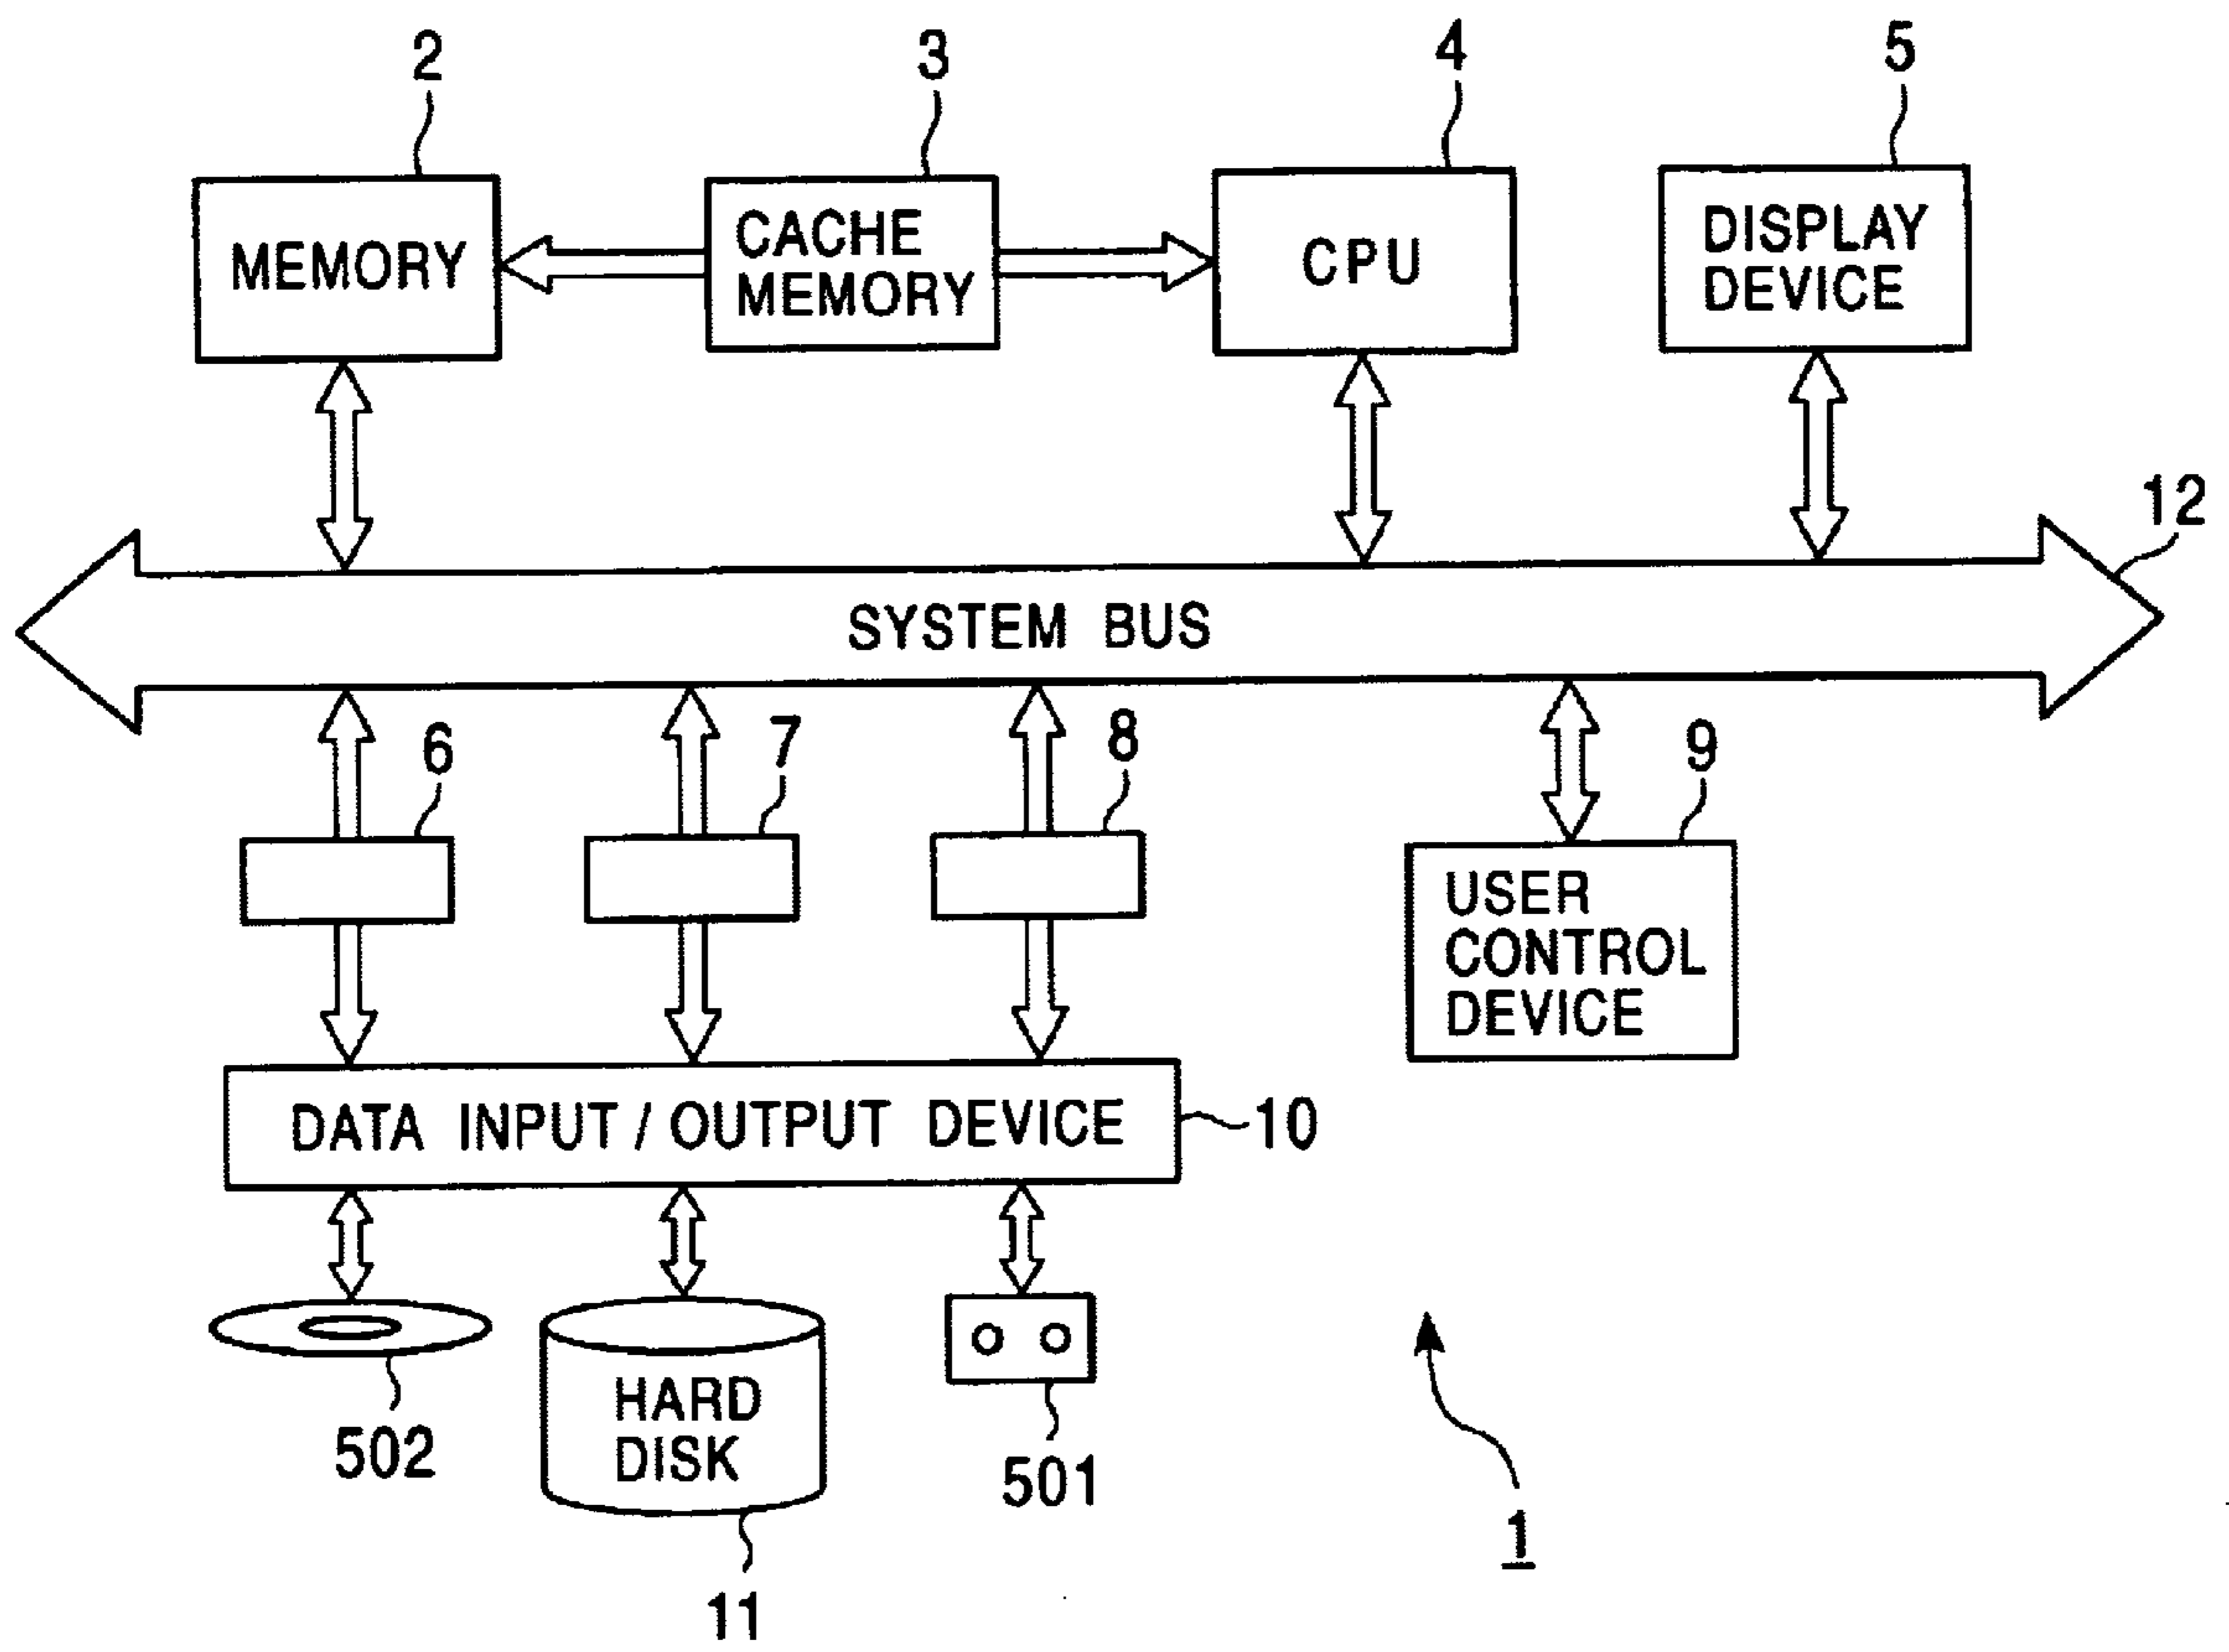 2
3
4
5
MEMORY
CACHE
MEMORY
CPU
DISPLAY
DEVICE
12
SYSTEM BUS
6
7
8
9
USER
CONTROL
DEVICE
DATA INPUT / OUTPUT DEVICE
10
502
HARD
DISK
501
11
1